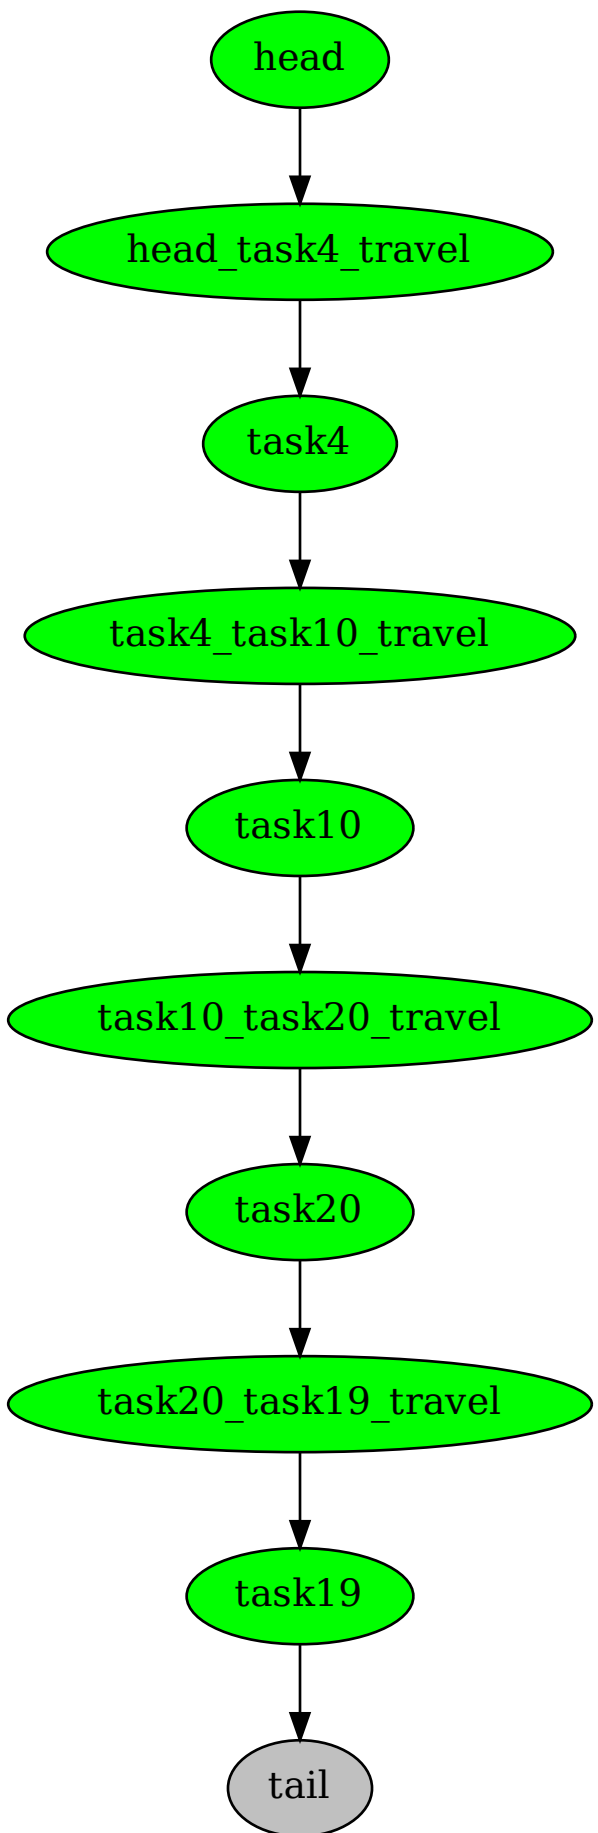 head
head_task4_travel
task4
task4_task10_travel
task10
task10_task20_travel
task20
task20_task19_travel
task19
tail